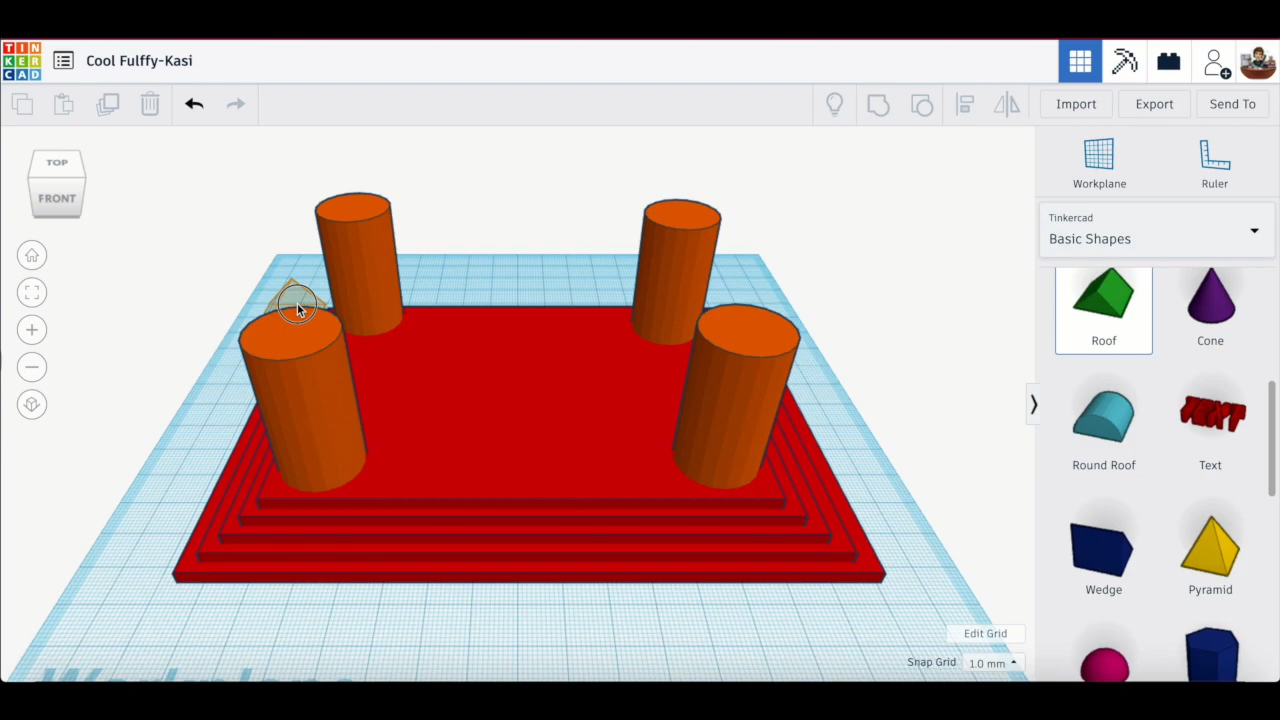 TIN
KER
CAD
Cool Fulffy-Kasi
Import
Export
Send To
TOP
FRONT
Workplane
Ruler
Tinkercad
Basic Shapes
Roof
Cone
Round Roof
Text
Wedge
Pyramid
Edit Grid
Snap Grid 1.0 mm